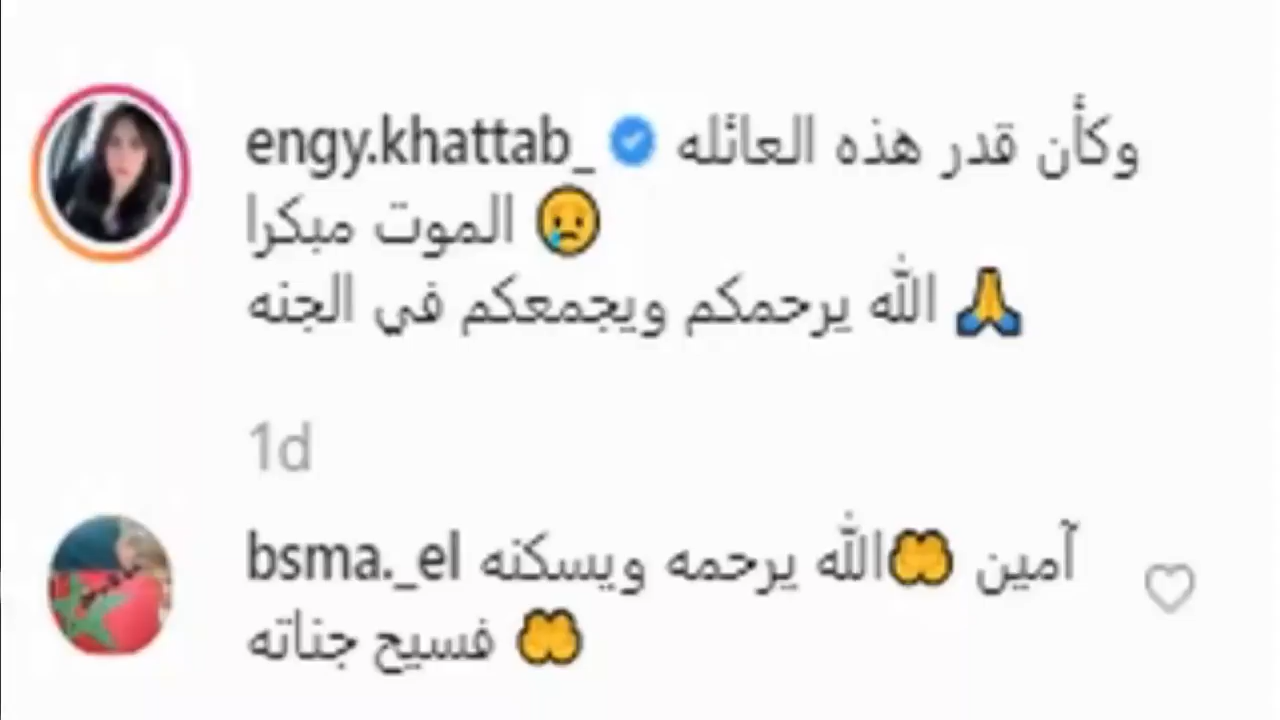 engy.khattab_ وكأن قدر هذه العائله
الموت مبكرا 😢
الله يرحمكم ويجمعكم في الجنه 🙏
1d
bsma._el آمين 🤲الله يرحمه ويسكنه
فسيح جناته 🤲